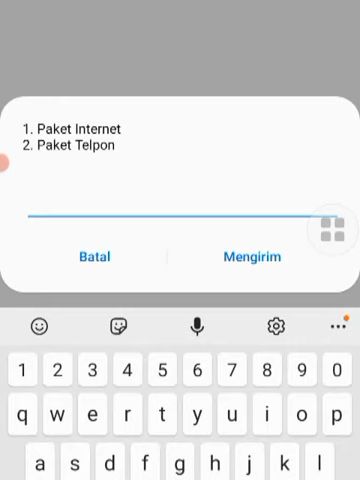 1. Paket Internet
2. Paket Telpon
Batal
Mengirim
1 2 3 4 5 6 7 8 9 0
q w e r t y u i o p
a s d f g h j k l